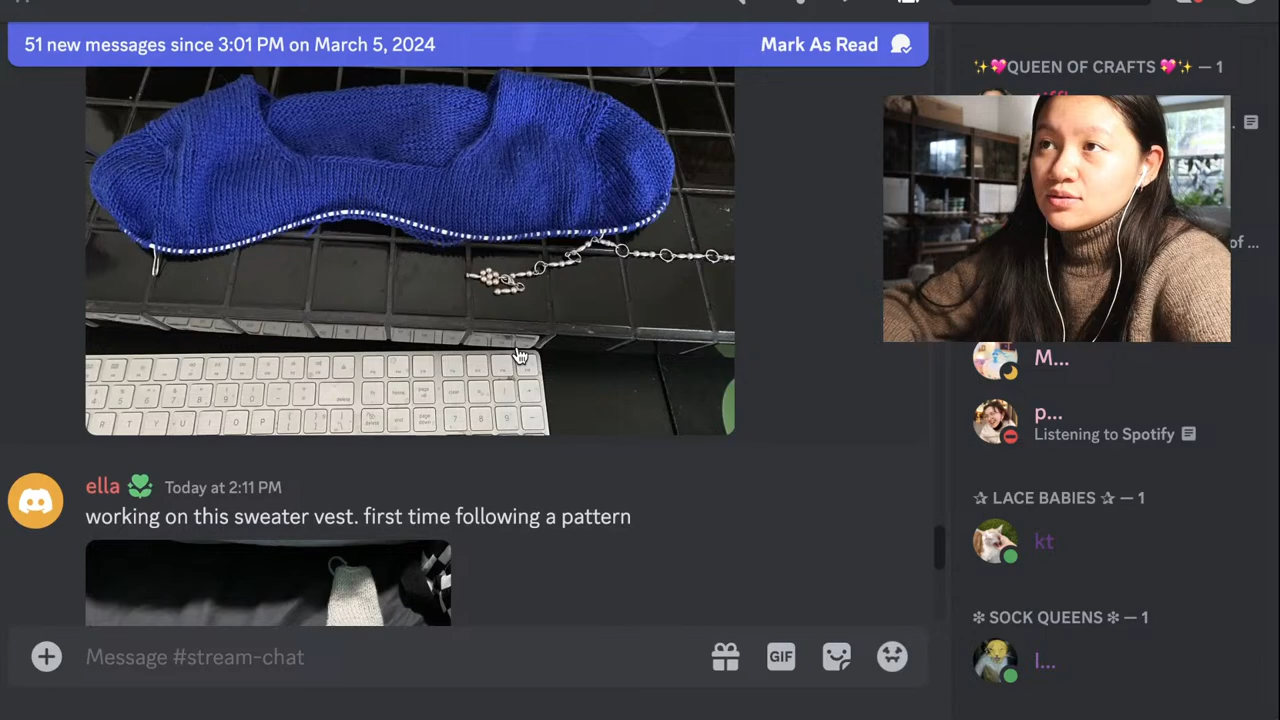 51 new messages since 3:01 PM on March 5, 2024
Mark As Read
✨💖QUEEN OF CRAFTS 💖✨ — 1
of ...
M...
p...
Listening to Spotify
ella
Today at 2:11 PM
working on this sweater vest. first time following a pattern
✰ LACE BABIES ✰ — 1
kt
❇ SOCK QUEENS ❇ — 1
l...
Message #stream-chat
GIF